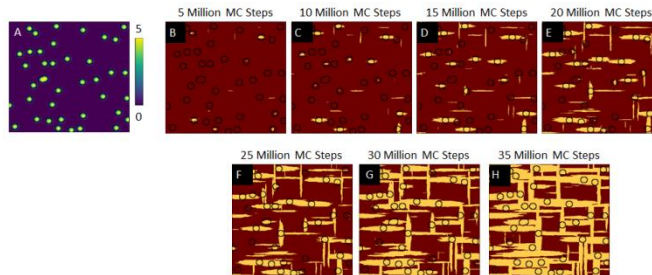 5 Million MC Steps
10 Million MC Steps
15 Million MC Steps
20 Million MC Steps
A
5
0
B
C
D
E
25 Million MC Steps
30 Million MC Steps
35 Million MC Steps
F
G
H